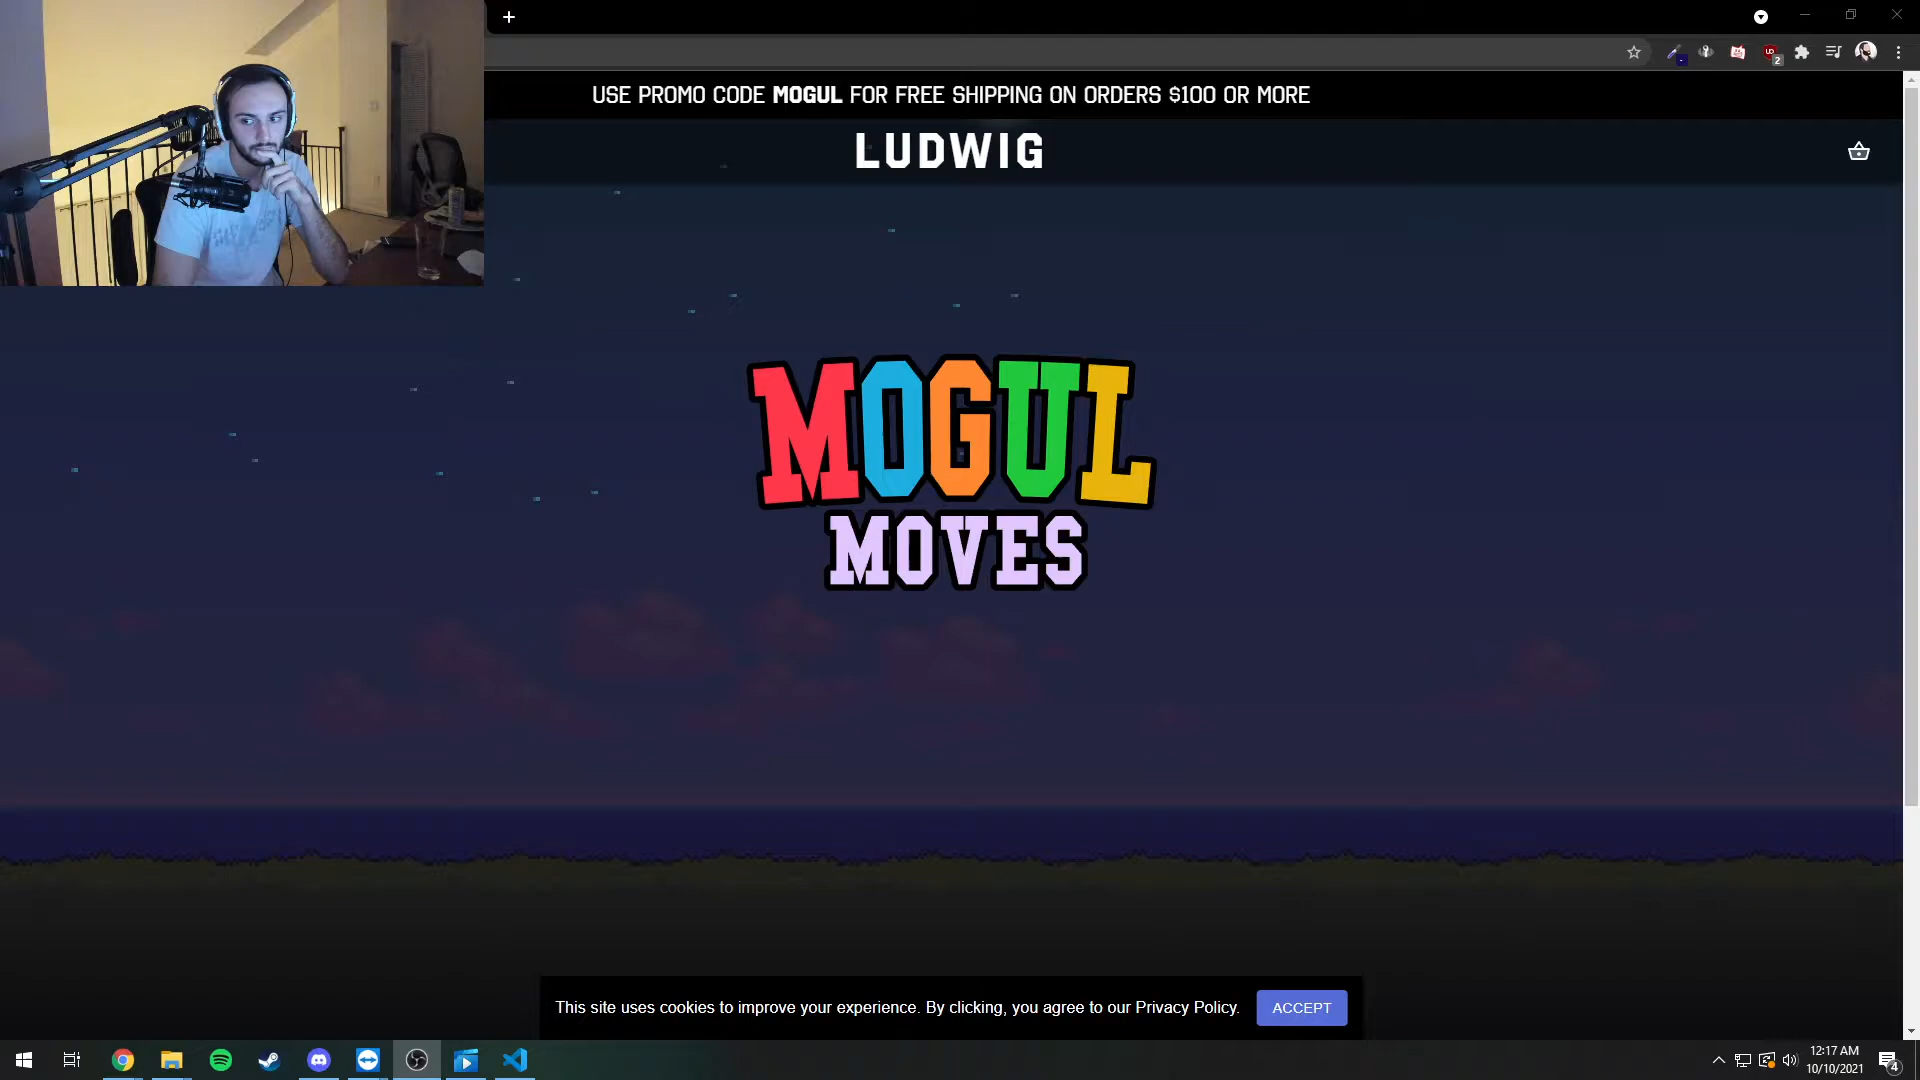 USE PROMO CODE MOGUL FOR FREE SHIPPING ON ORDERS $100 OR MORE
LUDWIG
MOGUL
MOVES
This site uses cookies to improve your experience. By clicking, you agree to our Privacy Policy.
ACCEPT
2
12:17 AM
10/10/2021
4